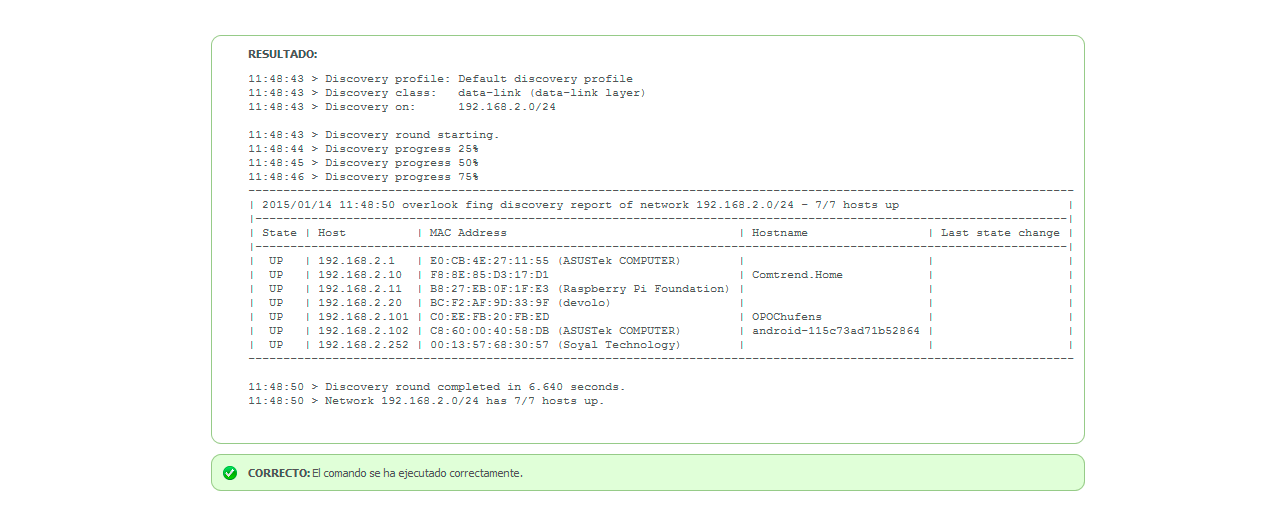 RESULTADO:
11:48:43 > Discovery profile: Default discovery profile
11:48:43 > Discovery class:   data-link (data-link layer)
11:48:43 > Discovery on:      192.168.2.0/24
11:48:43 > Discovery round starting.
11:48:44 > Discovery progress 25%
11:48:45 > Discovery progress 50%
11:48:46 > Discovery progress 75%
| 2015/01/14 11:48:50 overlook fing discovery report of network 192.168.2.0/24 - 7/7 hosts up |
| State | Host | MAC Address | Hostname | Last state change |
| UP | 192.168.2.1 | E0:CB:4E:27:11:55 (ASUSTek COMPUTER) | | |
| UP | 192.168.2.10 | F8:8E:85:D3:17:D1 | Comtrend.Home | |
| UP | 192.168.2.11 | B8:27:EB:0F:1F:E3 (Raspberry Pi Foundation) | | |
| UP | 192.168.2.20 | BC:F2:AF:9D:33:9F (devolo) | | |
| UP | 192.168.2.101 | C0:EE:FB:20:FB:ED | OPOChufens | |
| UP | 192.168.2.102 | C8:60:00:40:58:DB (ASUSTek COMPUTER) | android-115c73ad71b52864 | |
| UP | 192.168.2.252 | 00:13:57:68:30:57 (Soyal Technology) | | |
11:48:50 > Discovery round completed in 6.640 seconds.
11:48:50 > Network 192.168.2.0/24 has 7/7 hosts up.
CORRECTO: El comando se ha ejecutado correctamente.